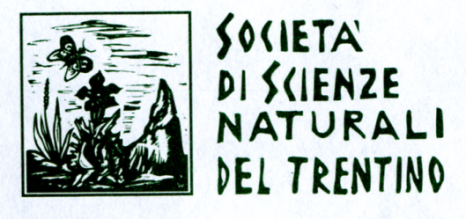 SOCIETÀ
DI SCIENZE
NATURALI
DEL TRENTINO